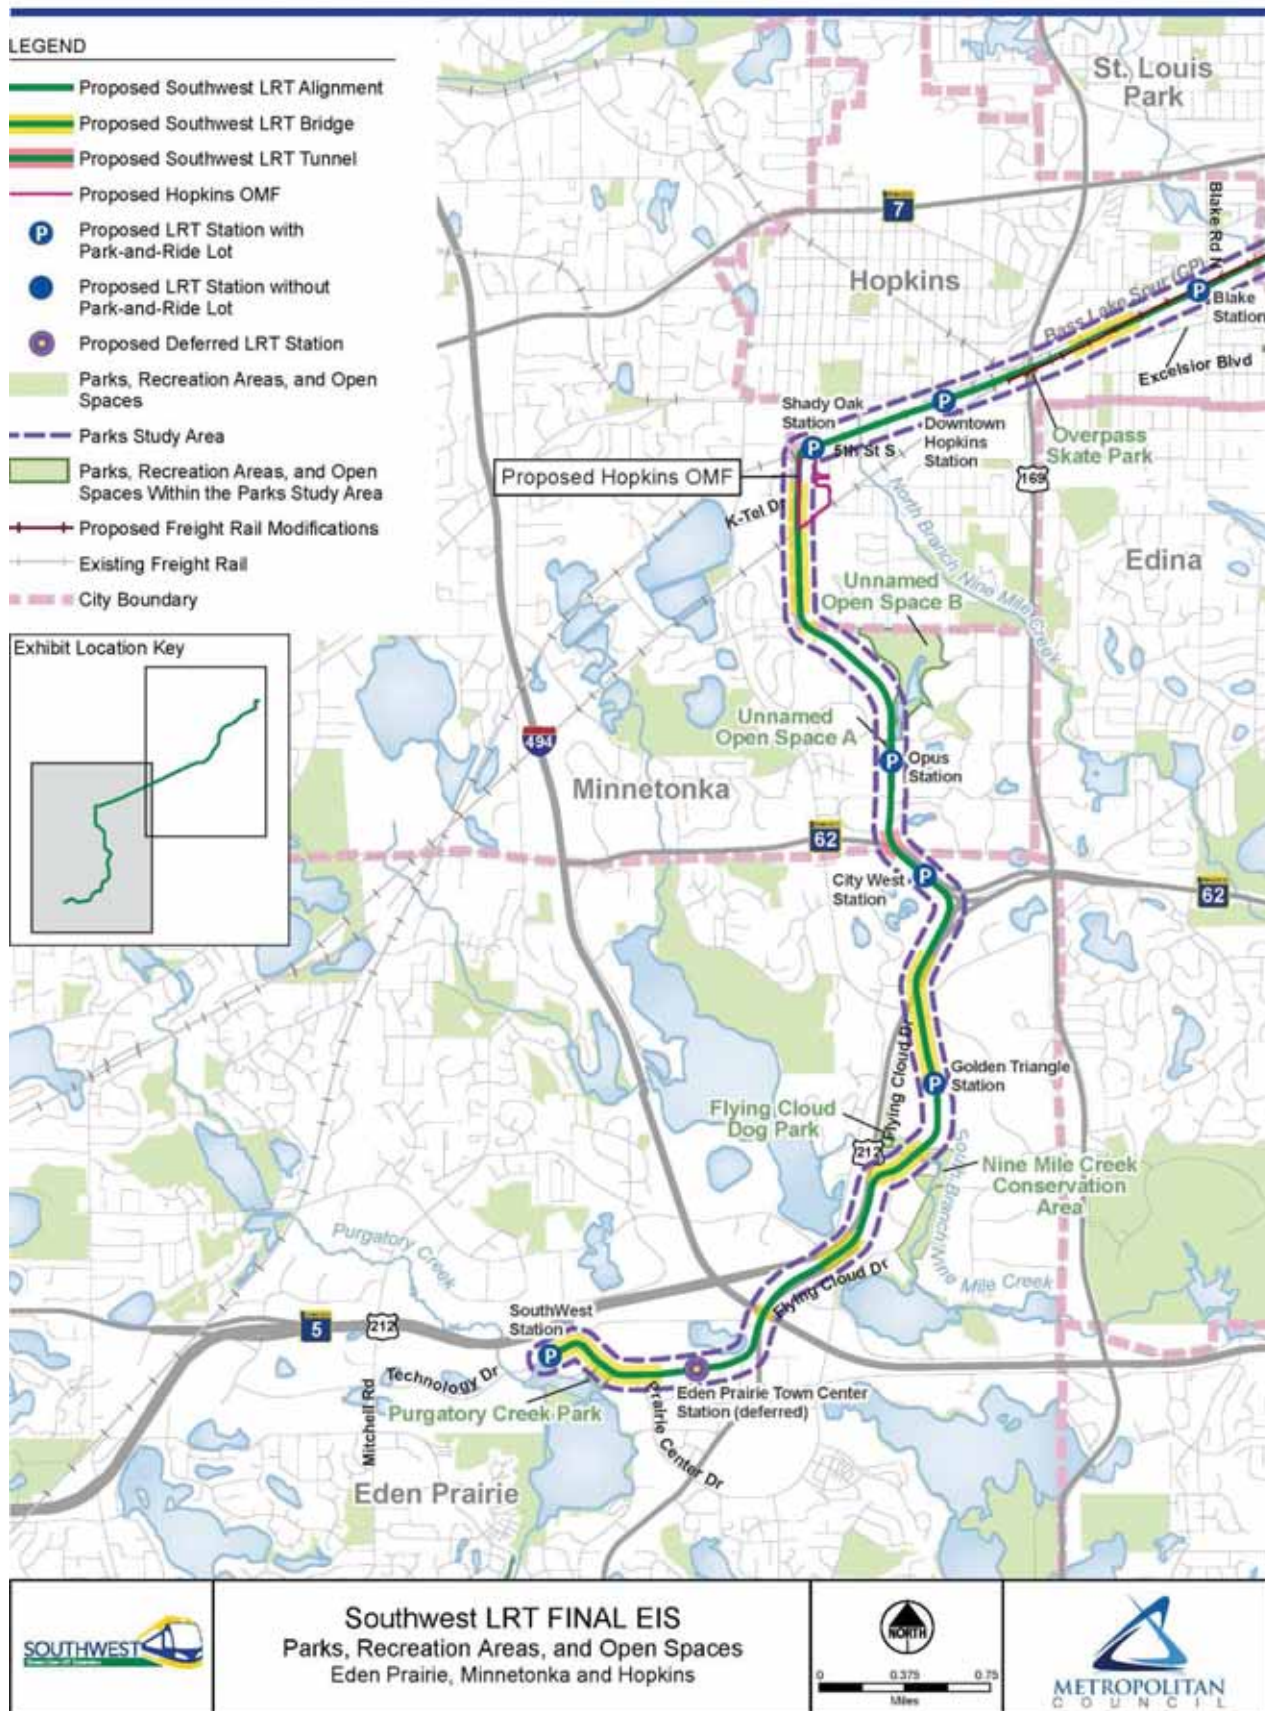 LEGEND
Proposed Southwest LRT Alignment
Proposed Southwest LRT Bridge
Proposed Southwest LRT Tunnel
Proposed Hopkins OMF
P
Proposed LRT Station with
Park-and-Ride Lot
Proposed LRT Station without
Park-and-Ride Lot
Proposed Deferred LRT Station
Parks, Recreation Areas, and Open
Spaces
Parks Study Area
Parks, Recreation Areas, and Open
Spaces Within the Parks Study Area
Proposed Freight Rail Modifications
Existing Freight Rail
City Boundary
Exhibit Location Key
St. Louis
Park
7
Blake Rd N
Hopkins
Bass Lake Spur (CP)
P
Blake
Station
Excelsior Blvd
Shady Oak
Station
P
5th St S
P
Downtown
Hopkins
Station
Overpass
Skate Park
169
Proposed Hopkins OMF
K-Tel Dr
North Branch Nine Mile Creek
Edina
Unnamed
Open Space B
Unnamed
Open Space A
494
P
Opus
Station
Minnetonka
62
City West
Station
P
62
Flying Cloud Dr
P
Golden Triangle
Station
Flying Cloud
Dog Park
212
South Branch Nine Mile Creek
Nine Mile Creek
Conservation
Area
Purgatory Creek
Flying Cloud Dr
SouthWest
Station
5
212
P
Technology Dr
Mitchell Rd
Purgatory Creek Park
Prairie Center Dr
Eden Prairie Town Center
Station (deferred)
Eden Prairie
SOUTHWEST
Southwest LRT FINAL EIS
Parks, Recreation Areas, and Open Spaces
Eden Prairie, Minnetonka and Hopkins
NORTH
0 0.375 0.75
Miles
METROPOLITAN
COUNCIL